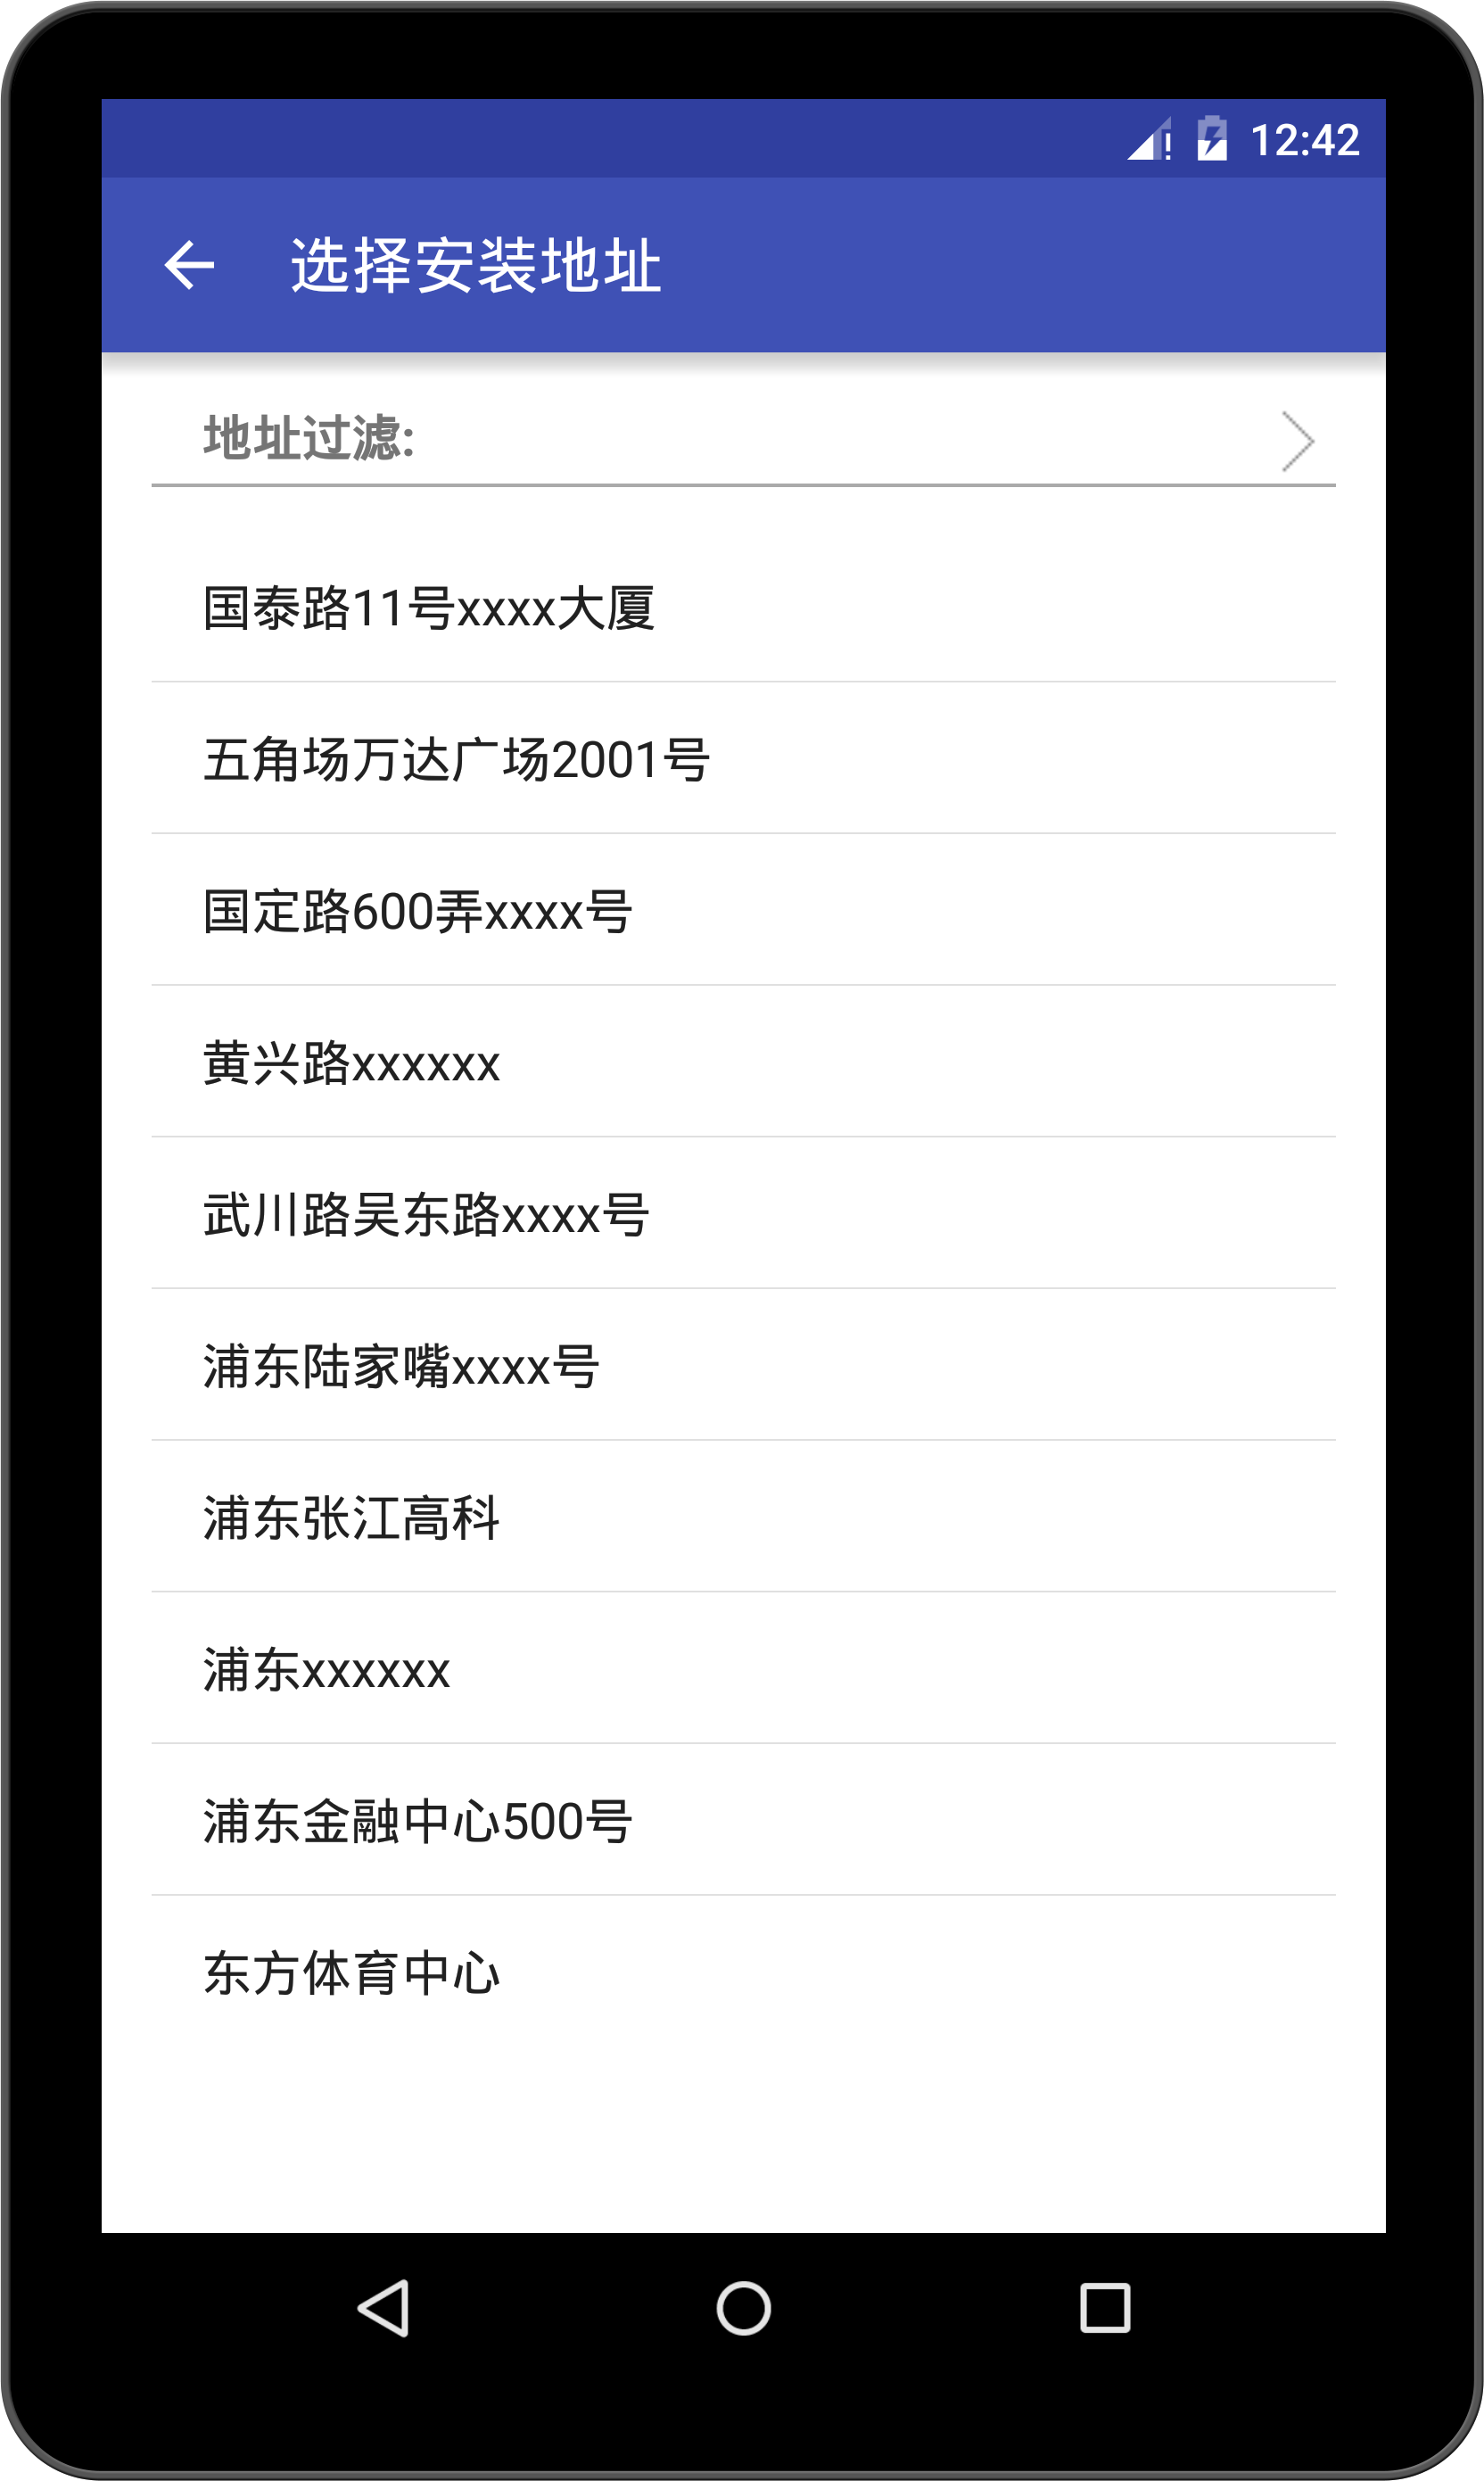 12:42
选择安装地址
地址过滤:
国泰路11号xxxx大厦
五角场万达广场2001号
国定路600弄xxxx号
黄兴路xxxxxx
武川路吴东路xxxx号
浦东陆家嘴xxxx号
浦东张江高科
浦东xxxxxx
浦东金融中心500号
东方体育中心